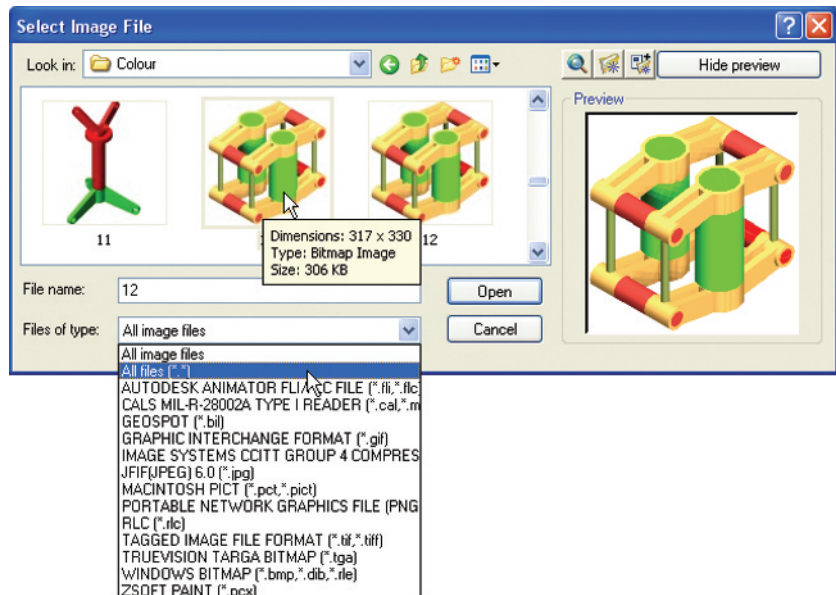 Select Image File
Look in: Colour
Hide preview
Preview
11
12
Dimensions: 317 x 330
Type: Bitmap Image
Size: 306 KB
File name: 12
Open
Files of type: All image files
Cancel
All image files
All files (*.*)
AUTODESK ANIMATOR FILE (*.fli,*.flc
CALS MIL-R-28002A TYPE I READER (*.cal,*.m
GEOSPOT (*.bil)
GRAPHIC INTERCHANGE FORMAT (*.gif)
IMAGE SYSTEMS CCITT GROUP 4 COMPRES
JFIF(JPEG) 6.0 (*.jpg)
MACINTOSH PICT (*.pct,*.pict)
PORTABLE NETWORK GRAPHICS FILE (PNG
RLC (*.rlc)
TAGGED IMAGE FILE FORMAT (*.tif,*.tiff)
TRUEVISION TARGA BITMAP (*.tga)
WINDOWS BITMAP (*.bmp,*.dib,*.rle)
ZSOFT PAINT (*.pcx)